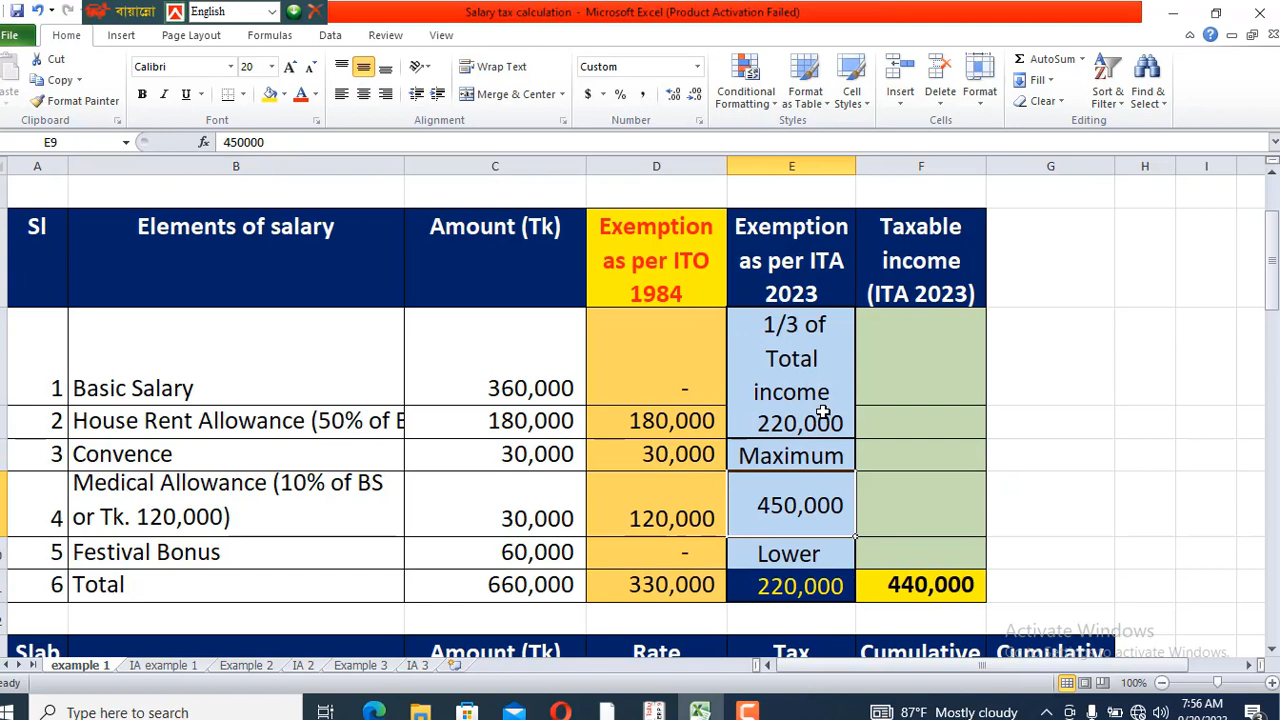 বায়ান্নো
English
Salary tax calculation - Microsoft Excel (Product Activation Failed)
File
Home
Insert
Page Layout
Formulas
Data
Review
View
Cut
Copy
Format Painter
Clipboard
Calibri
20
B I U
Font
Wrap Text
Merge & Center
Alignment
Custom
$ % ,
Number
Conditional Formatting
Format as Table
Cell Styles
Styles
Insert
Delete
Format
Cells
AutoSum
Fill
Clear
Sort & Filter
Find & Select
Editing
E9
fx
450000
A B C D E F G H I
Sl
Elements of salary
Amount (Tk)
Exemption as per ITO 1984
Exemption as per ITA 2023
Taxable income (ITA 2023)
1 Basic Salary 360,000 -
1/3 of
Total
income
220,000
2 House Rent Allowance (50% of 180,000 180,000
3 Convence 30,000 30,000 Maximum
Medical Allowance (10% of BS
4 or Tk. 120,000) 30,000 120,000 450,000
5 Festival Bonus 60,000 - Lower
6 Total 660,000 330,000 220,000 440,000
Activate Windows
to activate Windows.
Slab
Amount (Tk)
Rate
Tax
Cumulative
example 1
IA example 1
Example 2
IA 2
Example 3
IA 3
100%
Type here to search
87°F Mostly cloudy
7:56 AM